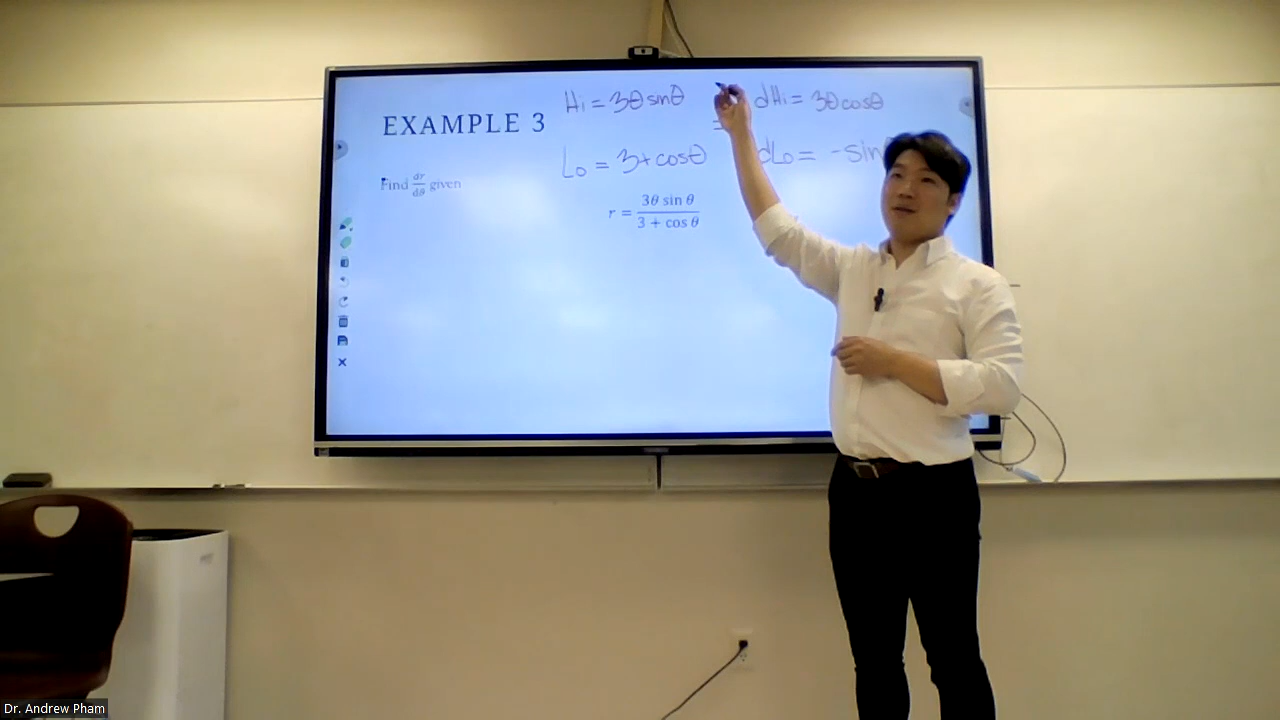 Hi = 3θ sinθ
dHi = 3θ cosθ
EXAMPLE 3
=
Lo = 3 + cosθ
dLo = -sin
Find dr/dθ given
r = 3θ sin θ / 3 + cos θ
Dr. Andrew Pham